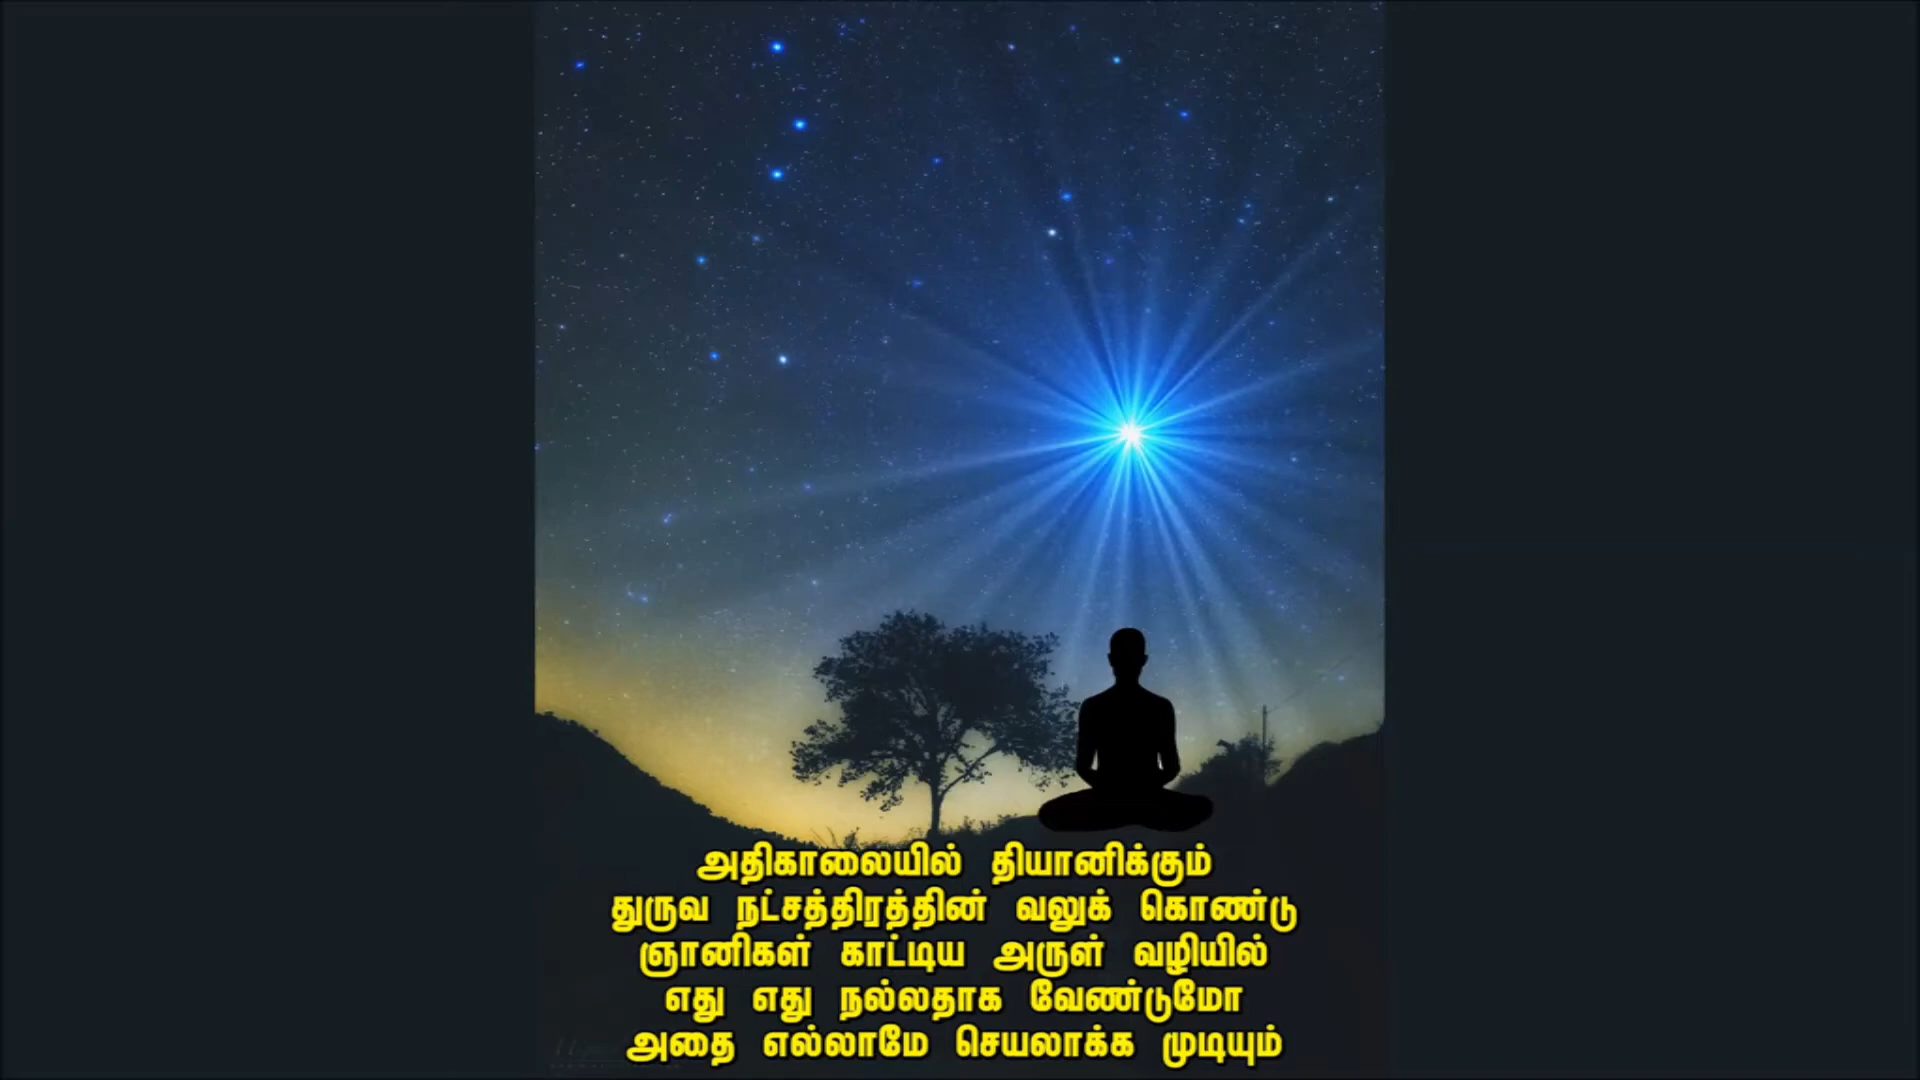 அதிகாலையில் தியானிக்கும்
துருவ நட்சத்திரத்தின் வலுக் கொண்டு
ஞானிகள் காட்டிய அருள் வழியில்
எது எது நல்லதாக வேண்டுமோ
அதை எல்லாமே செயலாக்க முடியும்